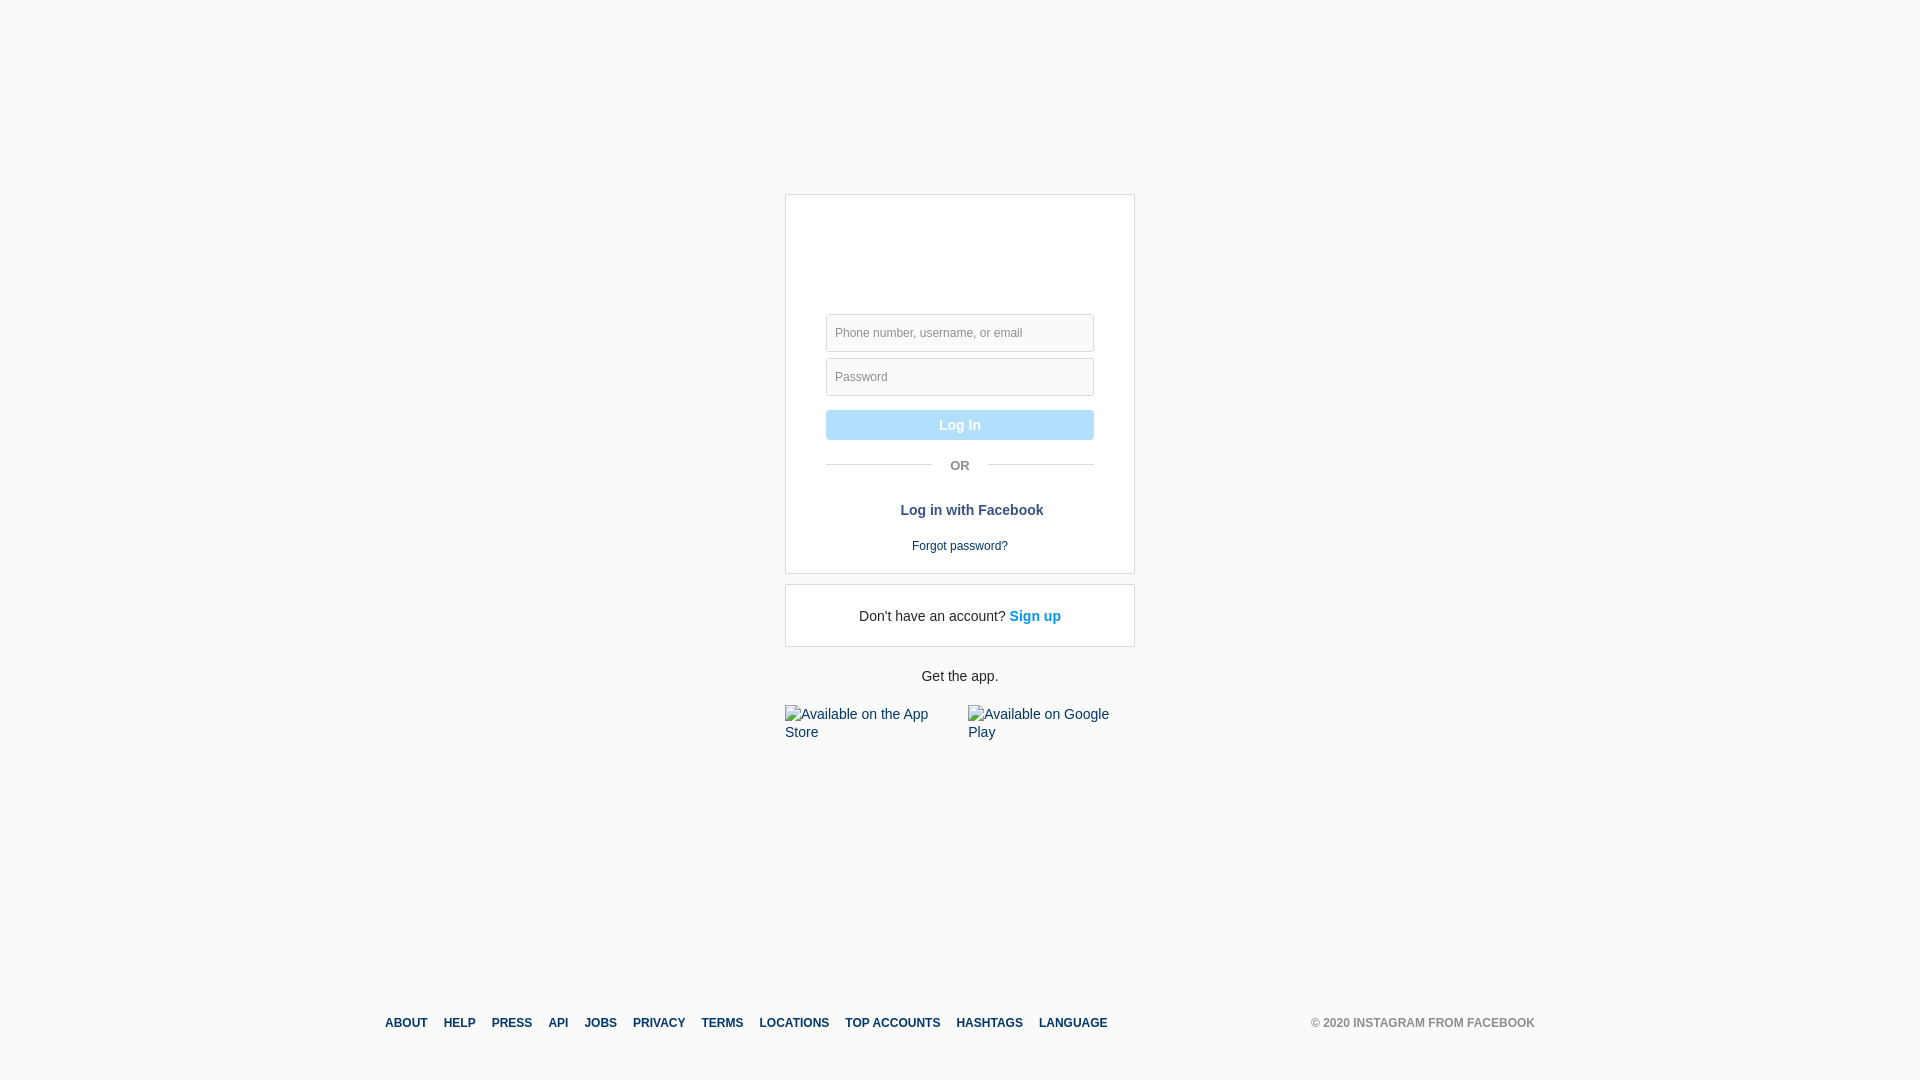 Phone number, username, or email
Password
Log In
OR
Log in with Facebook
Forgot password?
Don't have an account? Sign up
Get the app.
Available on the App
Store
Available on Google
Play
ABOUT HELP PRESS API JOBS PRIVACY TERMS LOCATIONS TOP ACCOUNTS HASHTAGS LANGUAGE © 2020 INSTAGRAM FROM FACEBOOK